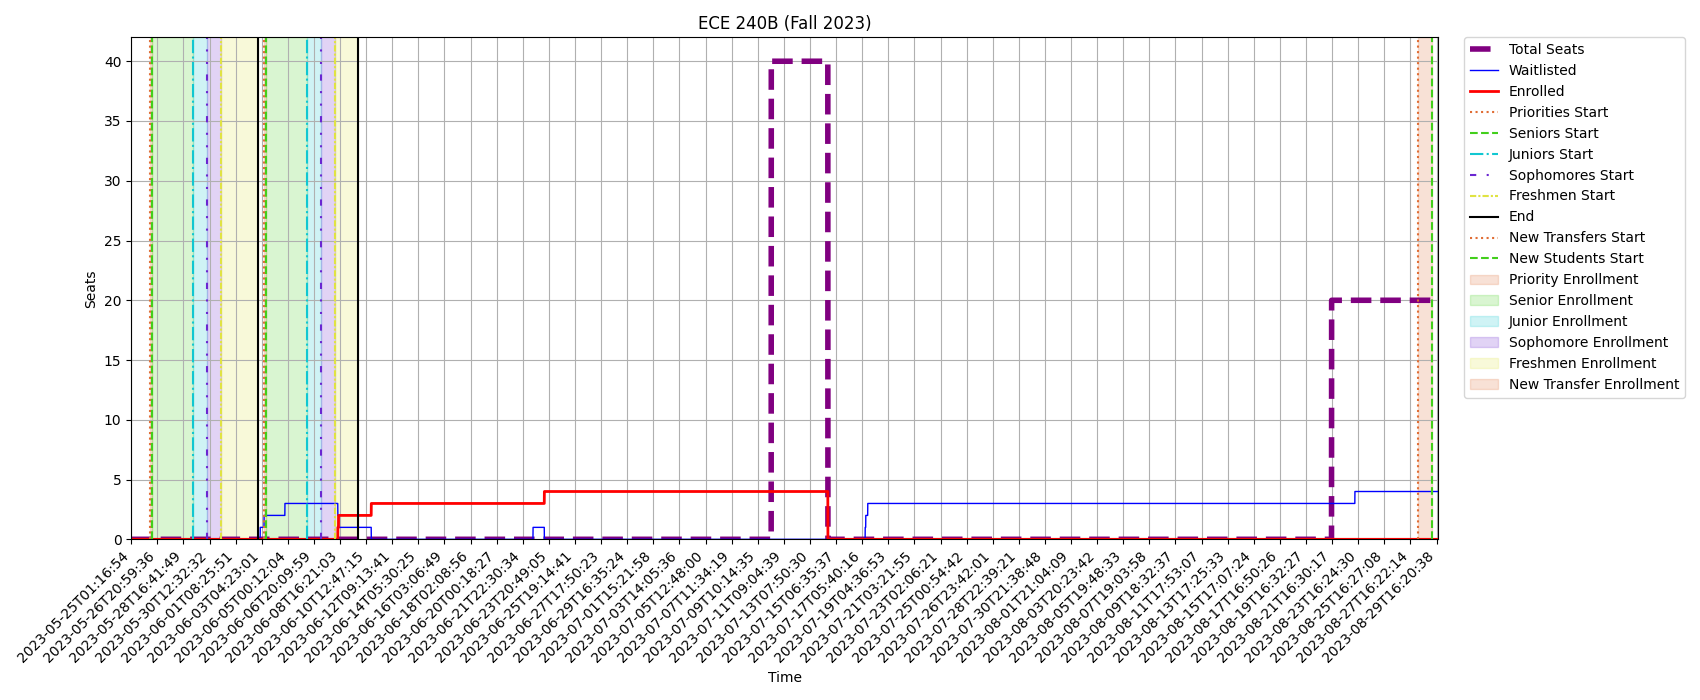 ECE 240B (Fall 2023)
Total Seats
Waitlisted
Enrolled
Priorities Start
Seniors Start
Juniors Start
Sophomores Start
Freshmen Start
End
New Transfers Start
New Students Start
Priority Enrollment
Senior Enrollment
Junior Enrollment
Sophomore Enrollment
Freshmen Enrollment
New Transfer Enrollment
Seats
40
35
30
25
20
15
10
5
0
2023-05-25T01:16:54
2023-05-26T20:59:36
2023-05-28T16:41:49
2023-05-30T12:32:32
2023-06-01T08:25:51
2023-06-03T04:23:01
2023-06-05T00:12:04
2023-06-06T20:09:59
2023-06-08T16:21:03
2023-06-10T12:47:15
2023-06-12T09:13:41
2023-06-14T05:30:25
2023-06-16T03:06:49
2023-06-18T02:08:56
2023-06-20T00:18:27
2023-06-21T22:30:34
2023-06-23T20:49:05
2023-06-25T19:14:41
2023-06-27T17:50:23
2023-06-29T16:35:24
2023-07-01T15:21:58
2023-07-03T14:05:36
2023-07-05T12:48:00
2023-07-07T11:34:19
2023-07-09T10:14:35
2023-07-11T09:04:39
2023-07-13T07:50:30
2023-07-15T06:35:37
2023-07-17T05:40:16
2023-07-19T04:36:53
2023-07-21T03:21:55
2023-07-23T02:06:21
2023-07-25T00:54:42
2023-07-26T23:42:01
2023-07-28T22:39:21
2023-07-30T21:38:48
2023-08-01T21:04:09
2023-08-03T20:23:42
2023-08-05T19:48:33
2023-08-07T19:03:58
2023-08-09T18:32:37
2023-08-11T17:53:07
2023-08-13T17:25:33
2023-08-15T17:07:24
2023-08-17T16:50:26
2023-08-19T16:32:27
2023-08-21T16:30:17
2023-08-23T16:24:30
2023-08-25T16:27:08
2023-08-27T16:22:14
2023-08-29T16:20:38
Time